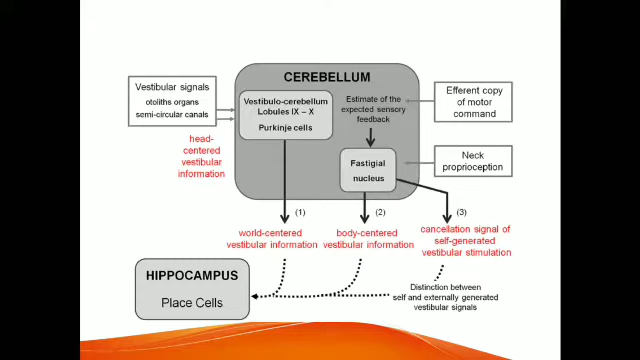 CEREBELLUM
Vestibular signals
otoliths organs
semi-circular canals
head-
centered
vestibular
information
Vestibulo-cerebellum
Lobules IX – X
Purkinje cells
Estimate of the
expected sensory
feedback
Efferent copy
of motor
command
Fastigial
nucleus
Neck
proprioception
(1)
(2)
(3)
world-centered
vestibular information
body-centered
vestibular information
cancellation signal of
self-generated
vestibular stimulation
HIPPOCAMPUS
Place Cells
Distinction between
self and externally generated
vestibular signals